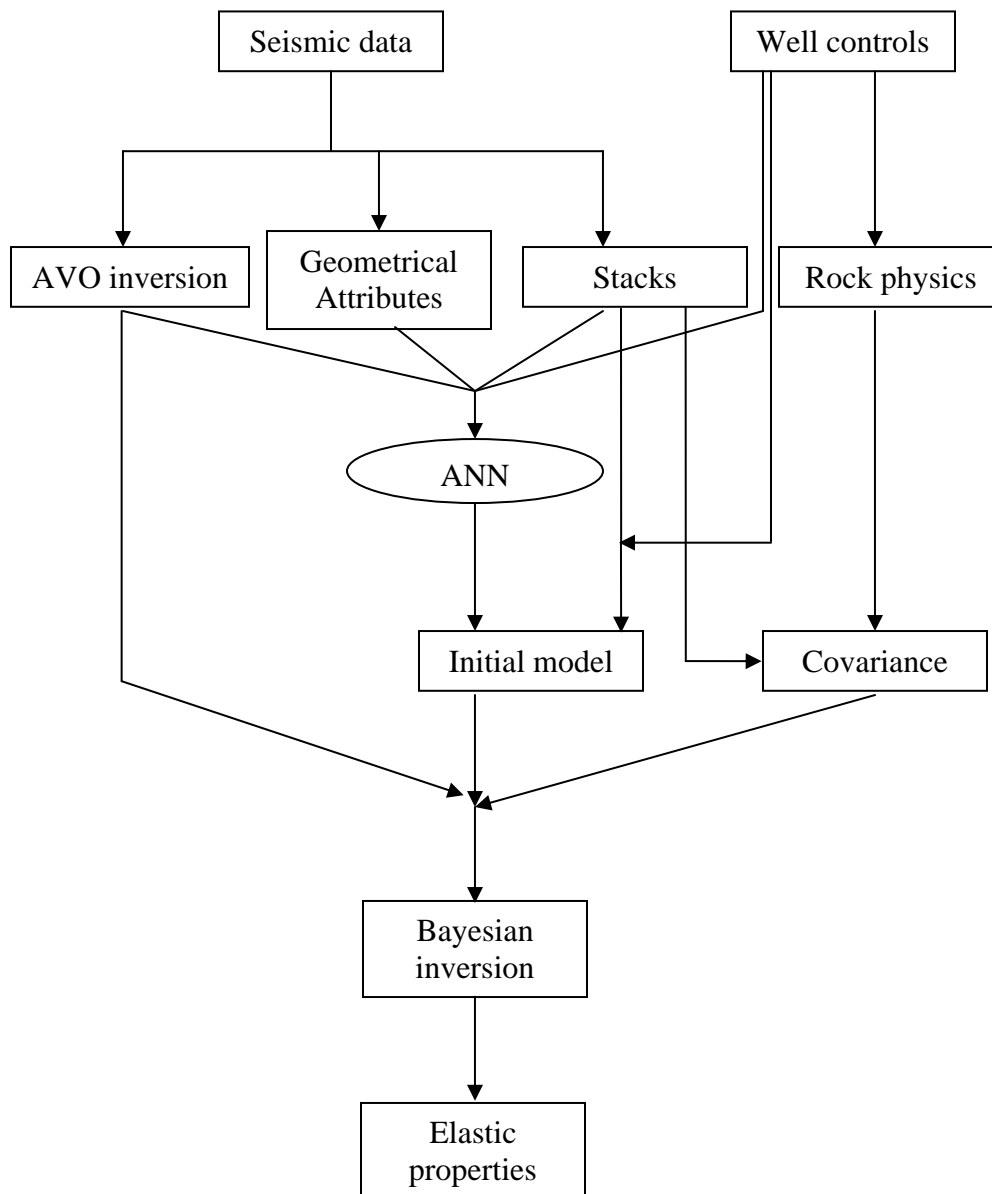 Seismic data
Well controls
AVO inversion
Geometrical
Attributes
Stacks
Rock physics
ANN
Initial model
Covariance
Bayesian
inversion
Elastic
properties